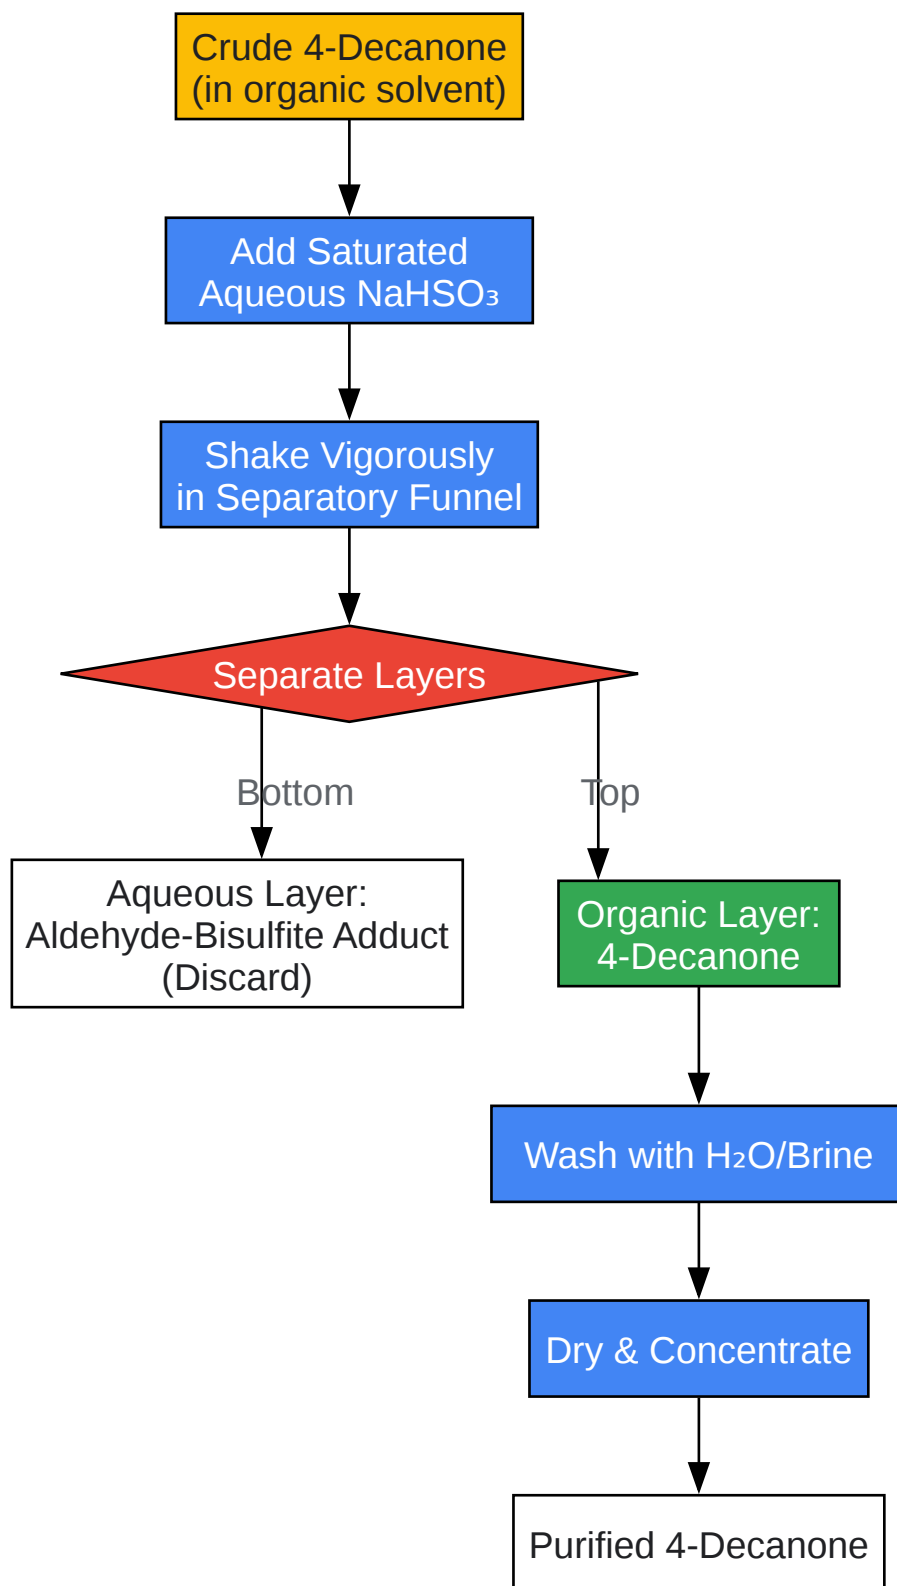 Crude 4-Decanone
(in organic solvent)
Add Saturated
Aqueous NaHSO₃
Shake Vigorously
in Separatory Funnel
Separate Layers
Bottom
Top
Aqueous Layer:
Aldehyde-Bisulfite Adduct
(Discard)
Organic Layer:
4-Decanone
Wash with H₂O/Brine
Dry & Concentrate
Purified 4-Decanone